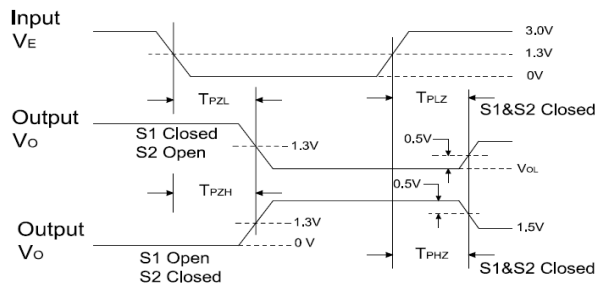 Input
VE
3.0V
1.3V
0V
TPZL
TPLZ
S1&S2 Closed
Output
VO
S1 Closed
S2 Open
1.3V
0.5V
VOL
TPZH
0.5V
1.3V
1.5V
Output
VO
0 V
S1 Open
S2 Closed
TPHZ
S1&S2 Closed